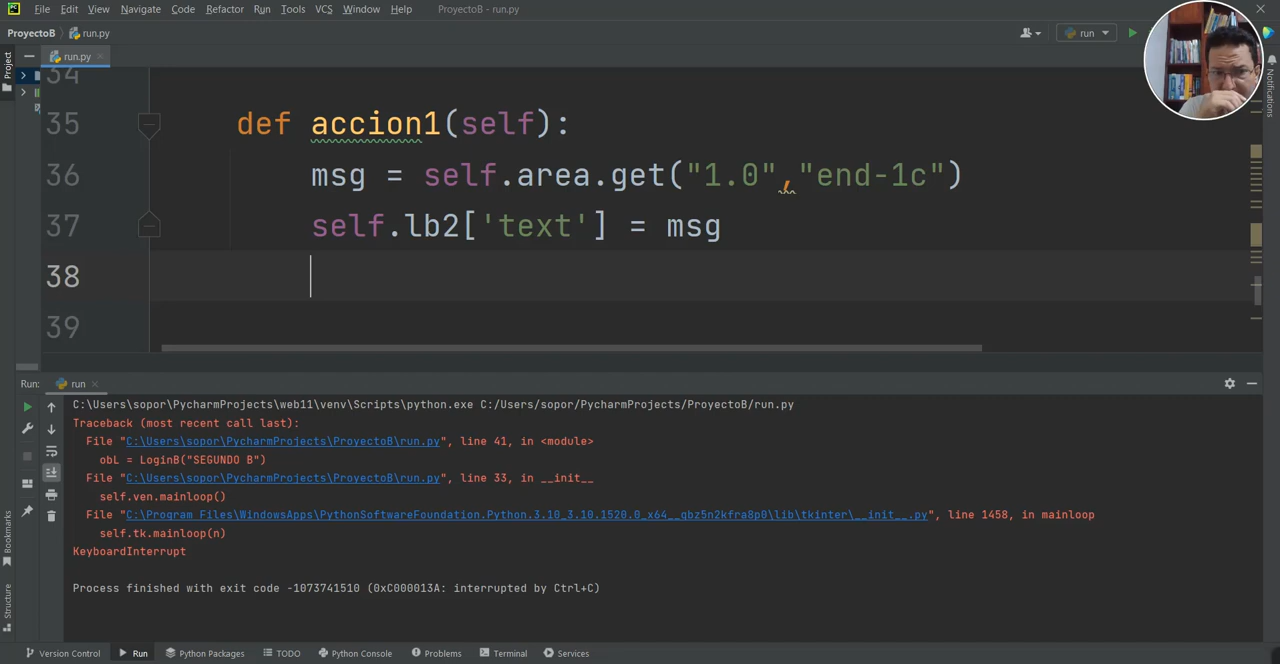 File Edit View Navigate Code Refactor Run Tools VCS Window Help ProyectoB - run.py
ProyectoB run.py run
Project run.py Notifications
34
35 def accion1(self):
36 msg = self.area.get("1.0","end-1c")
37 self.lb2['text'] = msg
38
39
Run: run
C:\Users\sopor\PycharmProjects\web11\venv\Scripts\python.exe C:/Users/sopor/PycharmProjects/ProyectoB/run.py
Traceback (most recent call last):
File "C:\Users\sopor\PycharmProjects\ProyectoB\run.py", line 41, in <module>
obL = LoginB("SEGUNDO B")
File "C:\Users\sopor\PycharmProjects\ProyectoB\run.py", line 33, in __init__
self.ven.mainloop()
File "C:\Program Files\WindowsApps\PythonSoftwareFoundation.Python.3.10_3.10.1520.0_x64__qbz5n2kfra8p0\lib\tkinter\__init__.py", line 1458, in mainloop
self.tk.mainloop(n)
KeyboardInterrupt
Process finished with exit code -1073741510 (0xC000013A: interrupted by Ctrl+C)
Bookmarks
Structure
Version Control Run Python Packages TODO Python Console Problems Terminal Services